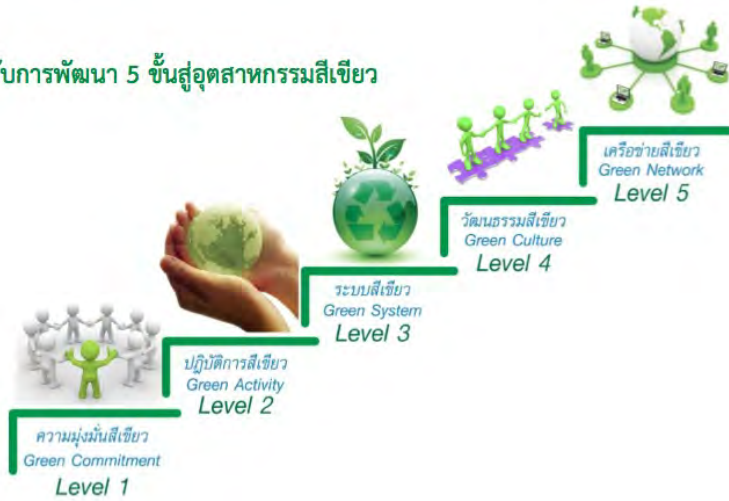 การพัฒนา 5 ขั้นสู่อุตสาหกรรมสีเขียว
เครือข่ายสีเขียว
Green Network
Level 5
วัฒนธรรมสีเขียว
Green Culture
Level 4
ระบบสีเขียว
Green System
Level 3
ปฏิบัติการสีเขียว
Green Activity
Level 2
ความมุ่งมั่นสีเขียว
Green Commitment
Level 1